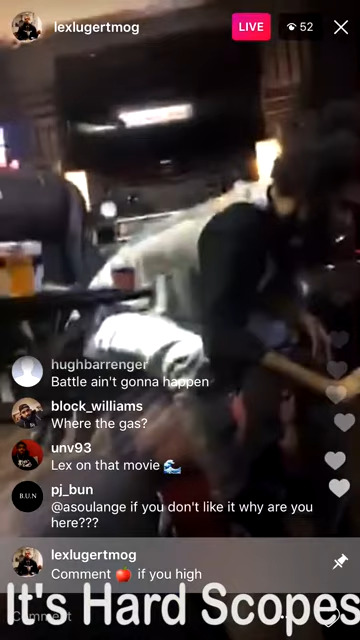 lexlugertmog
LIVE
52
hughbarrenger
Battle ain't gonna happen
block_williams
Where the gas?
unv93
Lex on that movie 🌊
pj_bun
B.U.N
@asoulange if you don't like it why are you
here???
lexlugertmog
Comment 🍅 if you high
Comment
It's Hard Scopes